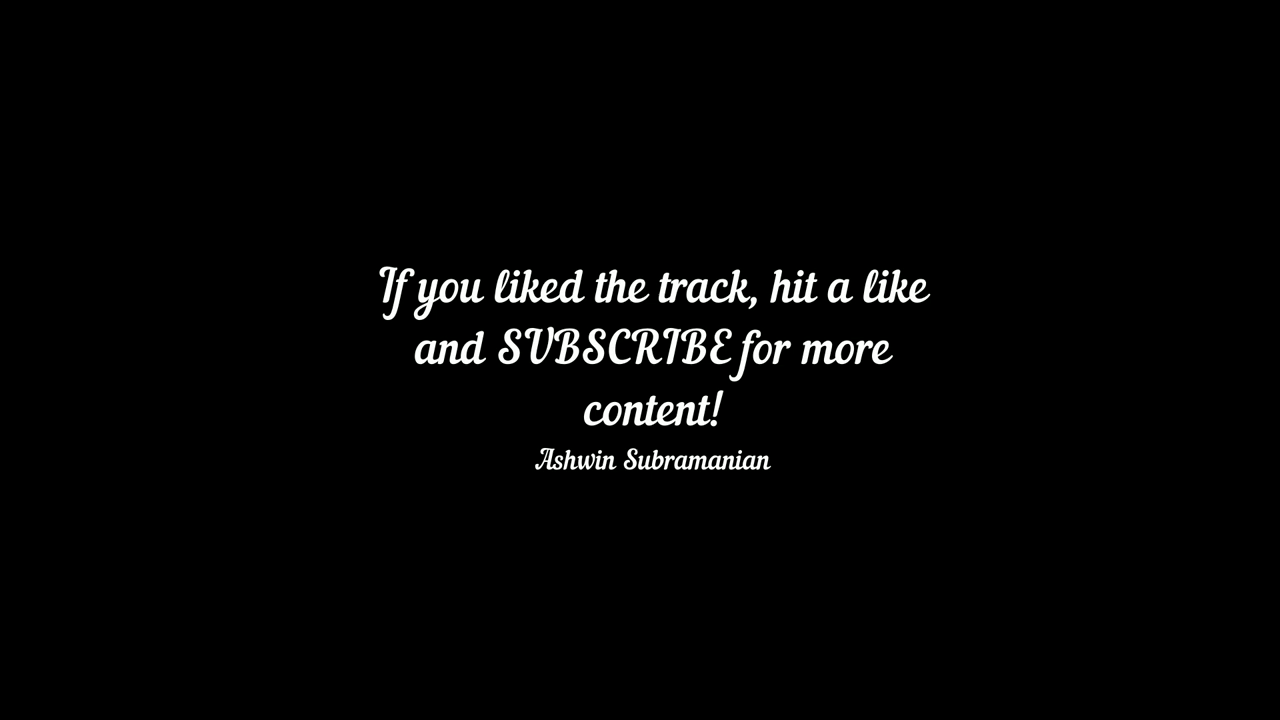 If you liked the track, hit a like
and SUBSCRIBE for more
content!
Ashwin Subramanian